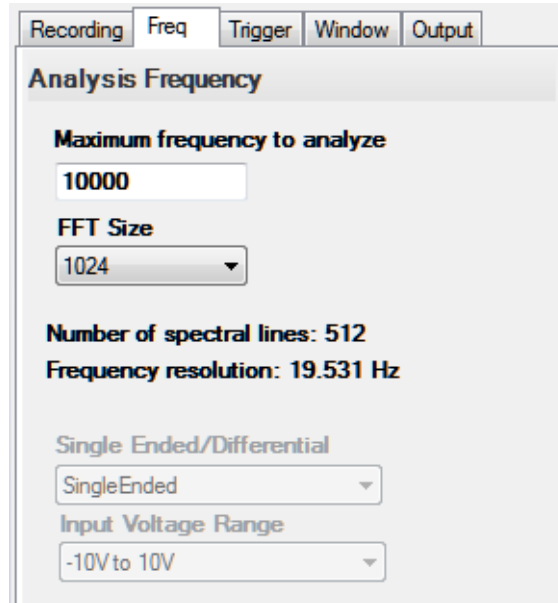 Recording Freq Trigger Window Output
Analysis Frequency
Maximum frequency to analyze
10000
FFT Size
1024
Number of spectral lines: 512
Frequency resolution: 19.531 Hz
Single Ended/Differential
SingleEnded
Input Voltage Range
-10V to 10V